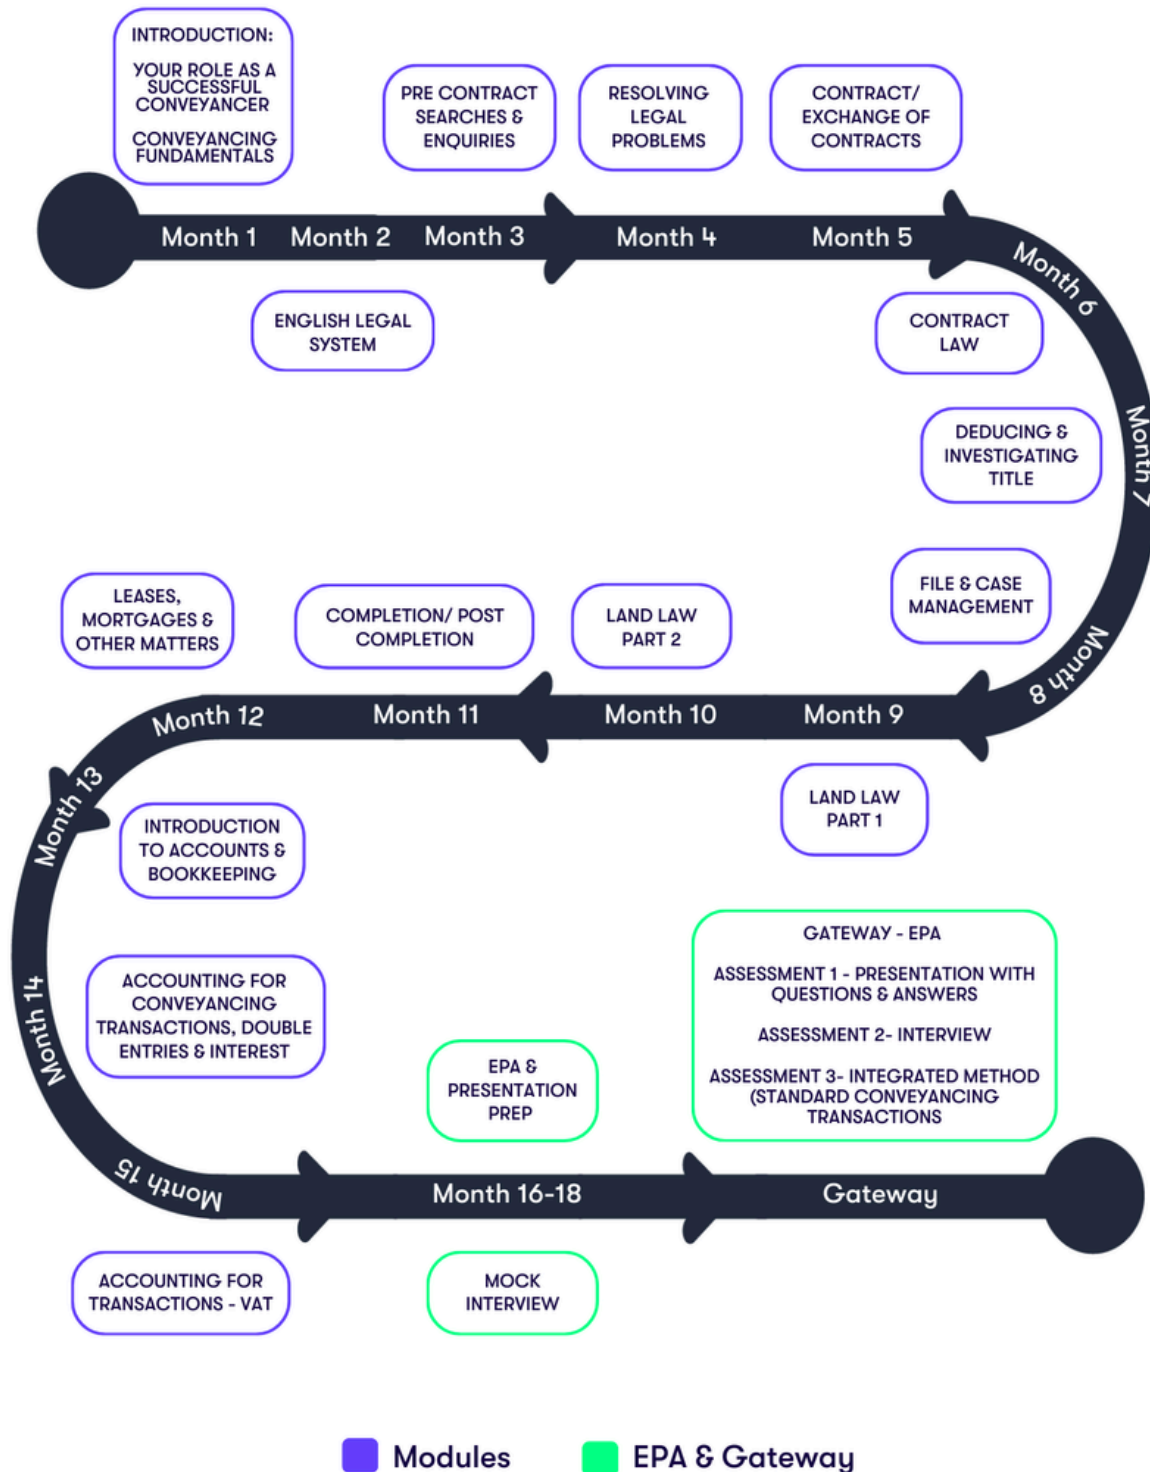 INTRODUCTION:
YOUR ROLE AS A
SUCCESSFUL
CONVEYANCER
CONVEYANCING
FUNDAMENTALS
PRE CONTRACT
SEARCHES &
ENQUIRIES
RESOLVING
LEGAL
PROBLEMS
CONTRACT/
EXCHANGE OF
CONTRACTS
Month 1
Month 2
Month 3
Month 4
Month 5
Month 6
ENGLISH LEGAL
SYSTEM
CONTRACT
LAW
Month 7
DEDUCING &
INVESTIGATING
TITLE
FILE & CASE
MANAGEMENT
Month 8
LEASES,
MORTGAGES &
OTHER MATTERS
COMPLETION/ POST
COMPLETION
LAND LAW
PART 2
Month 12
Month 11
Month 10
Month 9
LAND LAW
PART 1
Month 13
INTRODUCTION
TO ACCOUNTS &
BOOKKEEPING
Month 14
ACCOUNTING FOR
CONVEYANCING
TRANSACTIONS, DOUBLE
ENTRIES & INTEREST
EPA &
PRESENTATION
PREP
GATEWAY - EPA
ASSESSMENT 1 - PRESENTATION WITH
QUESTIONS & ANSWERS
ASSESSMENT 2- INTERVIEW
ASSESSMENT 3- INTEGRATED METHOD
(STANDARD CONVEYANCING
TRANSACTIONS
Month 15
Month 16-18
Gateway
ACCOUNTING FOR
TRANSACTIONS - VAT
MOCK
INTERVIEW
Modules
EPA & Gateway